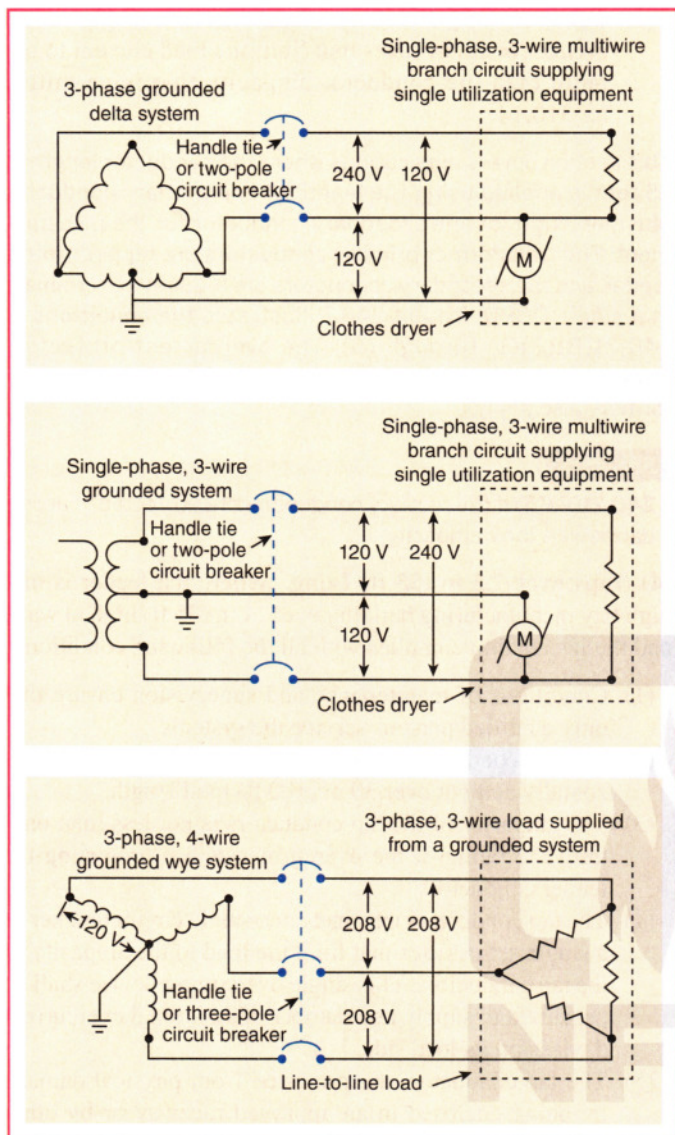 Single-phase, 3-wire multiwire
branch circuit supplying
single utilization equipment
3-phase grounded
delta system
Handle tie
or two-pole
circuit breaker
240 V
120 V
120 V
M
Clothes dryer
Single-phase, 3-wire multiwire
branch circuit supplying
single utilization equipment
Single-phase, 3-wire
grounded system
Handle tie
or two-pole
circuit breaker
120 V
240 V
120 V
M
Clothes dryer
3-phase, 4-wire
grounded wye system
3-phase, 3-wire load supplied
from a grounded system
120 V
208 V
208 V
Handle tie
or three-pole
circuit breaker
208 V
Line-to-line load